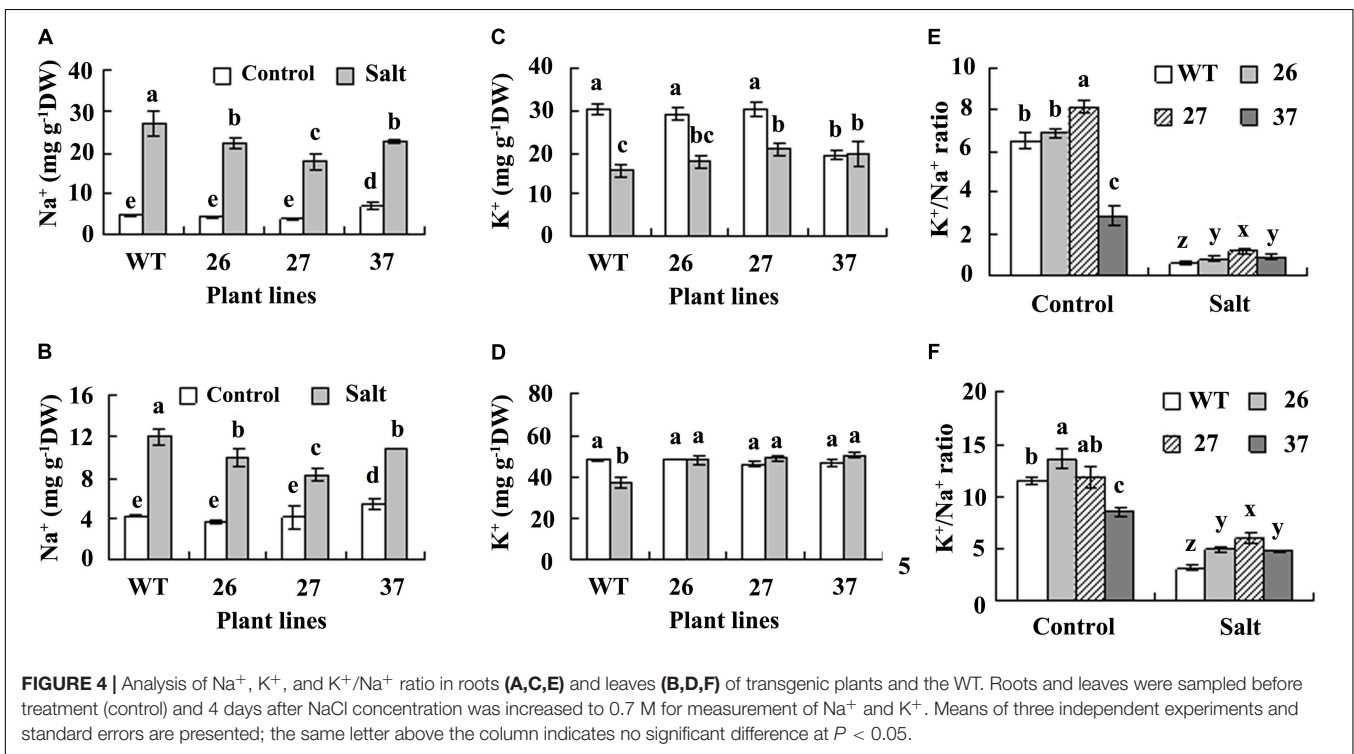 A
Na⁺ (mg g⁻¹DW)
40
30
20
10
0
Control Salt
e a e b e c d b
WT 26 27 37
Plant lines
C
K⁺ (mg g⁻¹DW)
40
30
20
10
0
a c a bc a b b b
WT 26 27 37
Plant lines
E
K⁺/Na⁺ ratio
10
8
6
4
2
0
WT 26
27 37
b b a c z y x y
Control Salt
B
Na⁺ (mg g⁻¹DW)
16
12
8
4
0
Control Salt
e a e b e c d b
WT 26 27 37
Plant lines
D
K⁺ (mg g⁻¹DW)
80
60
40
20
0
a b a a a a a a
WT 26 27 37
Plant lines
5
F
K⁺/Na⁺ ratio
20
15
10
5
0
WT 26
27 37
b a ab c z y x y
Control Salt
FIGURE 4 | Analysis of Na⁺, K⁺, and K⁺/Na⁺ ratio in roots (A,C,E) and leaves (B,D,F) of transgenic plants and the WT. Roots and leaves were sampled before
treatment (control) and 4 days after NaCl concentration was increased to 0.7 M for measurement of Na⁺ and K⁺. Means of three independent experiments and
standard errors are presented; the same letter above the column indicates no significant difference at P < 0.05.